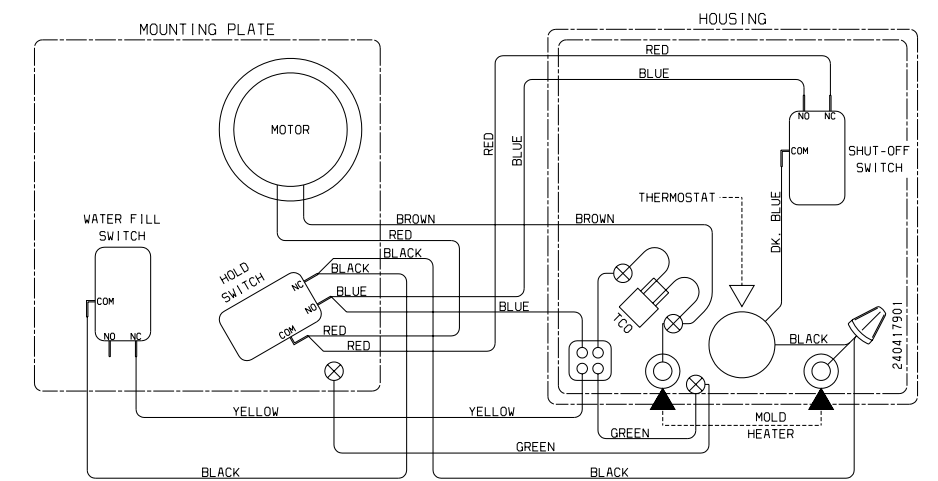 MOUNTING PLATE
HOUSING
RED
BLUE
MOTOR
RED
BLUE
NO
NC
COM
SHUT-OFF
SWITCH
THERMOSTAT
DK. BLUE
WATER FILL
SWITCH
BROWN
BROWN
RED
BLACK
BLACK
HOLD
SWITCH
NC
NO
COM
BLUE
BLUE
COM
NO
NC
RED
RED
TCO
BLACK
240417901
YELLOW
YELLOW
MOLD
HEATER
GREEN
GREEN
BLACK
BLACK